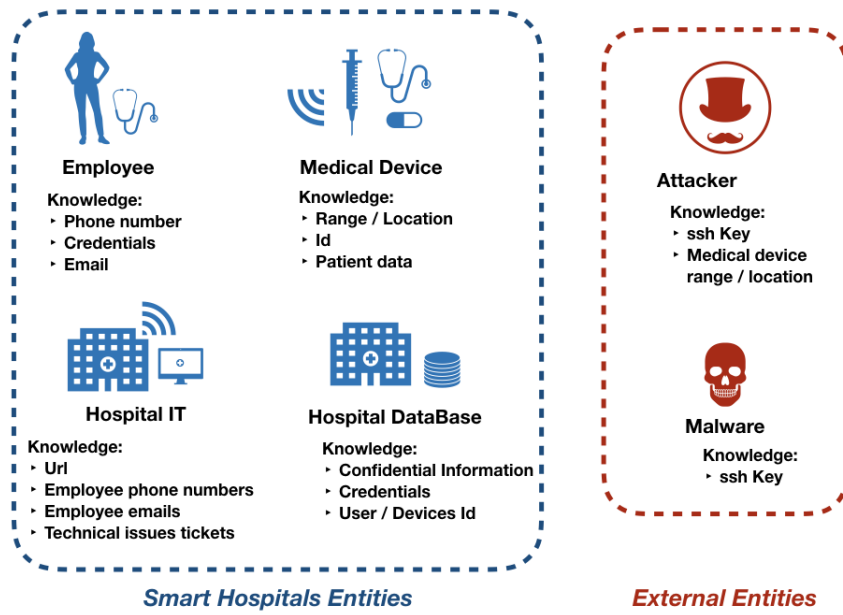 Employee
Knowledge:
‣ Phone number
‣ Credentials
‣ Email
Medical Device
Knowledge:
‣ Range / Location
‣ Id
‣ Patient data
Hospital IT
Knowledge:
‣ Url
‣ Employee phone numbers
‣ Employee emails
‣ Technical issues tickets
Hospital DataBase
Knowledge:
‣ Confidential Information
‣ Credentials
‣ User / Devices Id
Smart Hospitals Entities
Attacker
Knowledge:
‣ ssh Key
‣ Medical device
range / location
Malware
Knowledge:
‣ ssh Key
External Entities